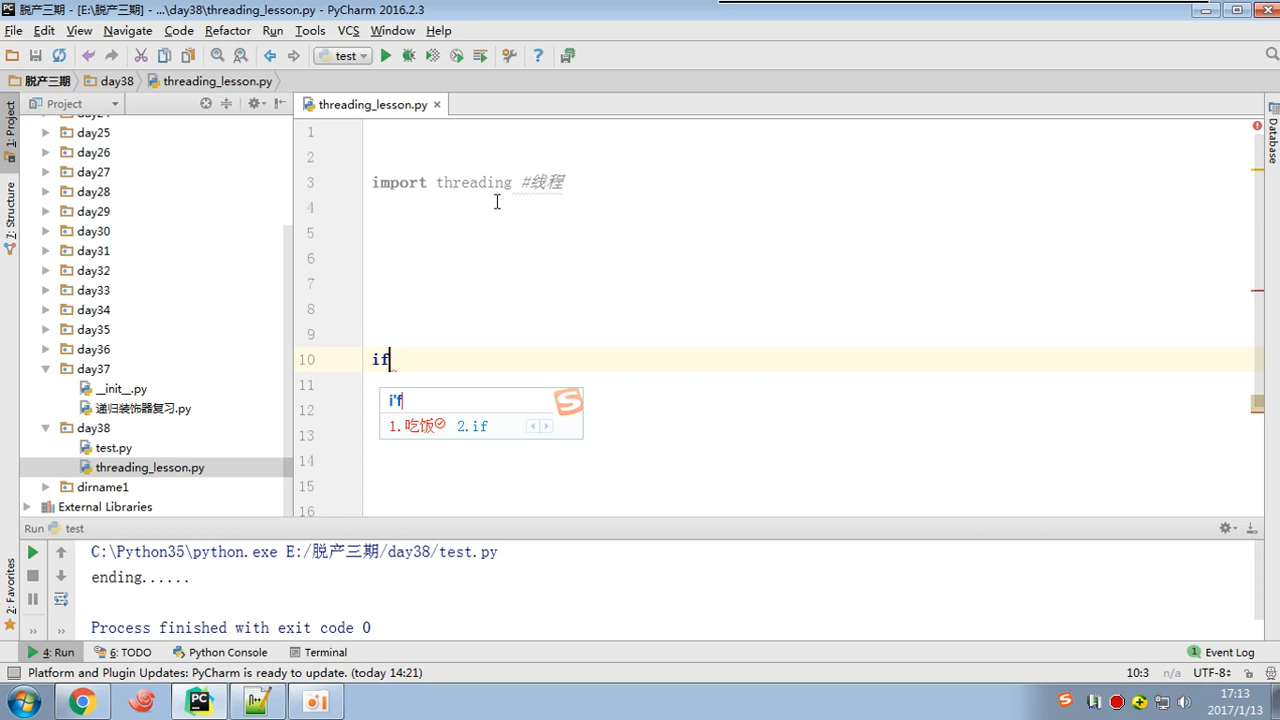 脱产三期 - [E:\脱产三期] - ...\day38\threading_lesson.py - PyCharm 2016.2.3
File Edit View Navigate Code Refactor Run Tools VCS Window Help
test
脱产三期 day38 threading_lesson.py
Project
threading_lesson.py
1: Project
7: Structure
2: Favorites
Database
day25
day26
day27
day28
day29
day30
day31
day32
day33
day34
day35
day36
day37
__init__.py
递归装饰器复习.py
day38
test.py
threading_lesson.py
dirname1
External Libraries
1
2
3 import threading #线程
4
5
6
7
8
9
10 if
11
12
13
14
15
16
i'f
1.吃饭 2.if
Run test
C:\Python35\python.exe E:/脱产三期/day38/test.py
ending......
Process finished with exit code 0
4: Run 6: TODO Python Console Terminal 1 Event Log
Platform and Plugin Updates: PyCharm is ready to update. (today 14:21) 10:3 n/a UTF-8
17:13
2017/1/13